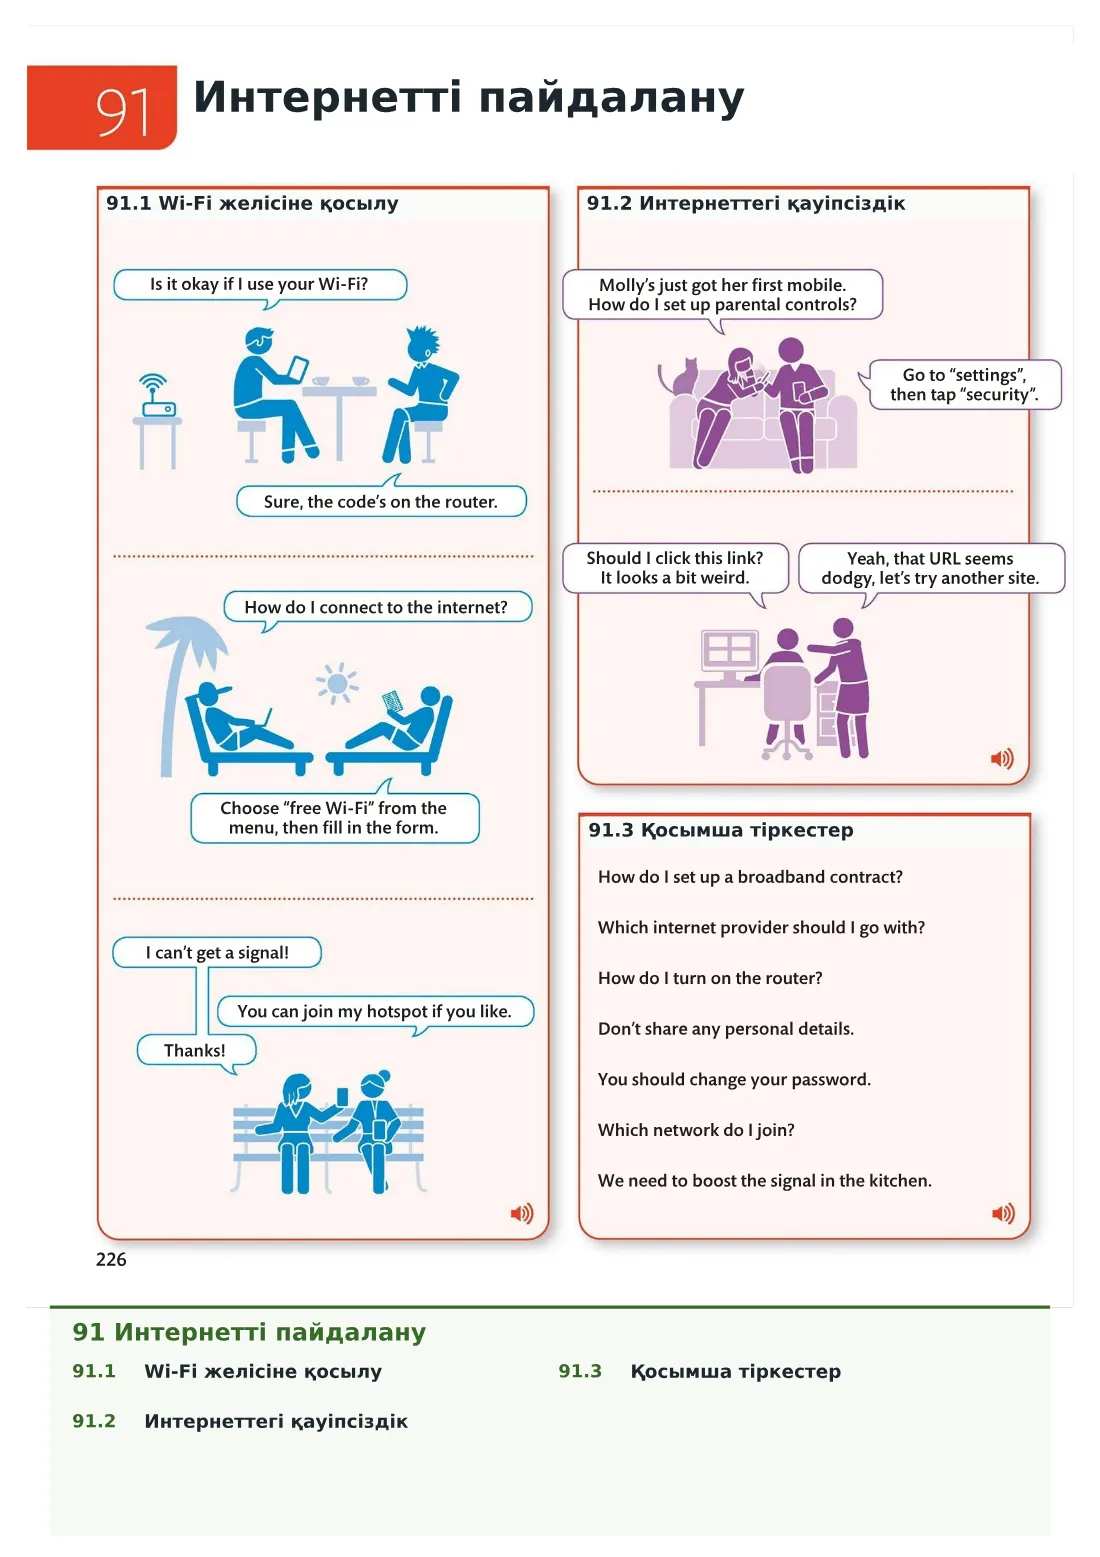 91
Интернетті пайдалану
91.1 Wi-Fi желісіне қосылу
Is it okay if I use your Wi-Fi?
Sure, the code’s on the router.
How do I connect to the internet?
Choose “free Wi-Fi” from the
menu, then fill in the form.
I can’t get a signal!
You can join my hotspot if you like.
Thanks!
91.2 Интернеттегі қауіпсіздік
Molly’s just got her first mobile.
How do I set up parental controls?
Go to “settings”,
then tap “security”.
Should I click this link?
It looks a bit weird.
Yeah, that URL seems
dodgy, let’s try another site.
91.3 Қосымша тіркестер
How do I set up a broadband contract?
Which internet provider should I go with?
How do I turn on the router?
Don’t share any personal details.
You should change your password.
Which network do I join?
We need to boost the signal in the kitchen.
226
91 Интернетті пайдалану
91.1 Wi-Fi желісіне қосылу
91.2 Интернеттегі қауіпсіздік
91.3 Қосымша тіркестер